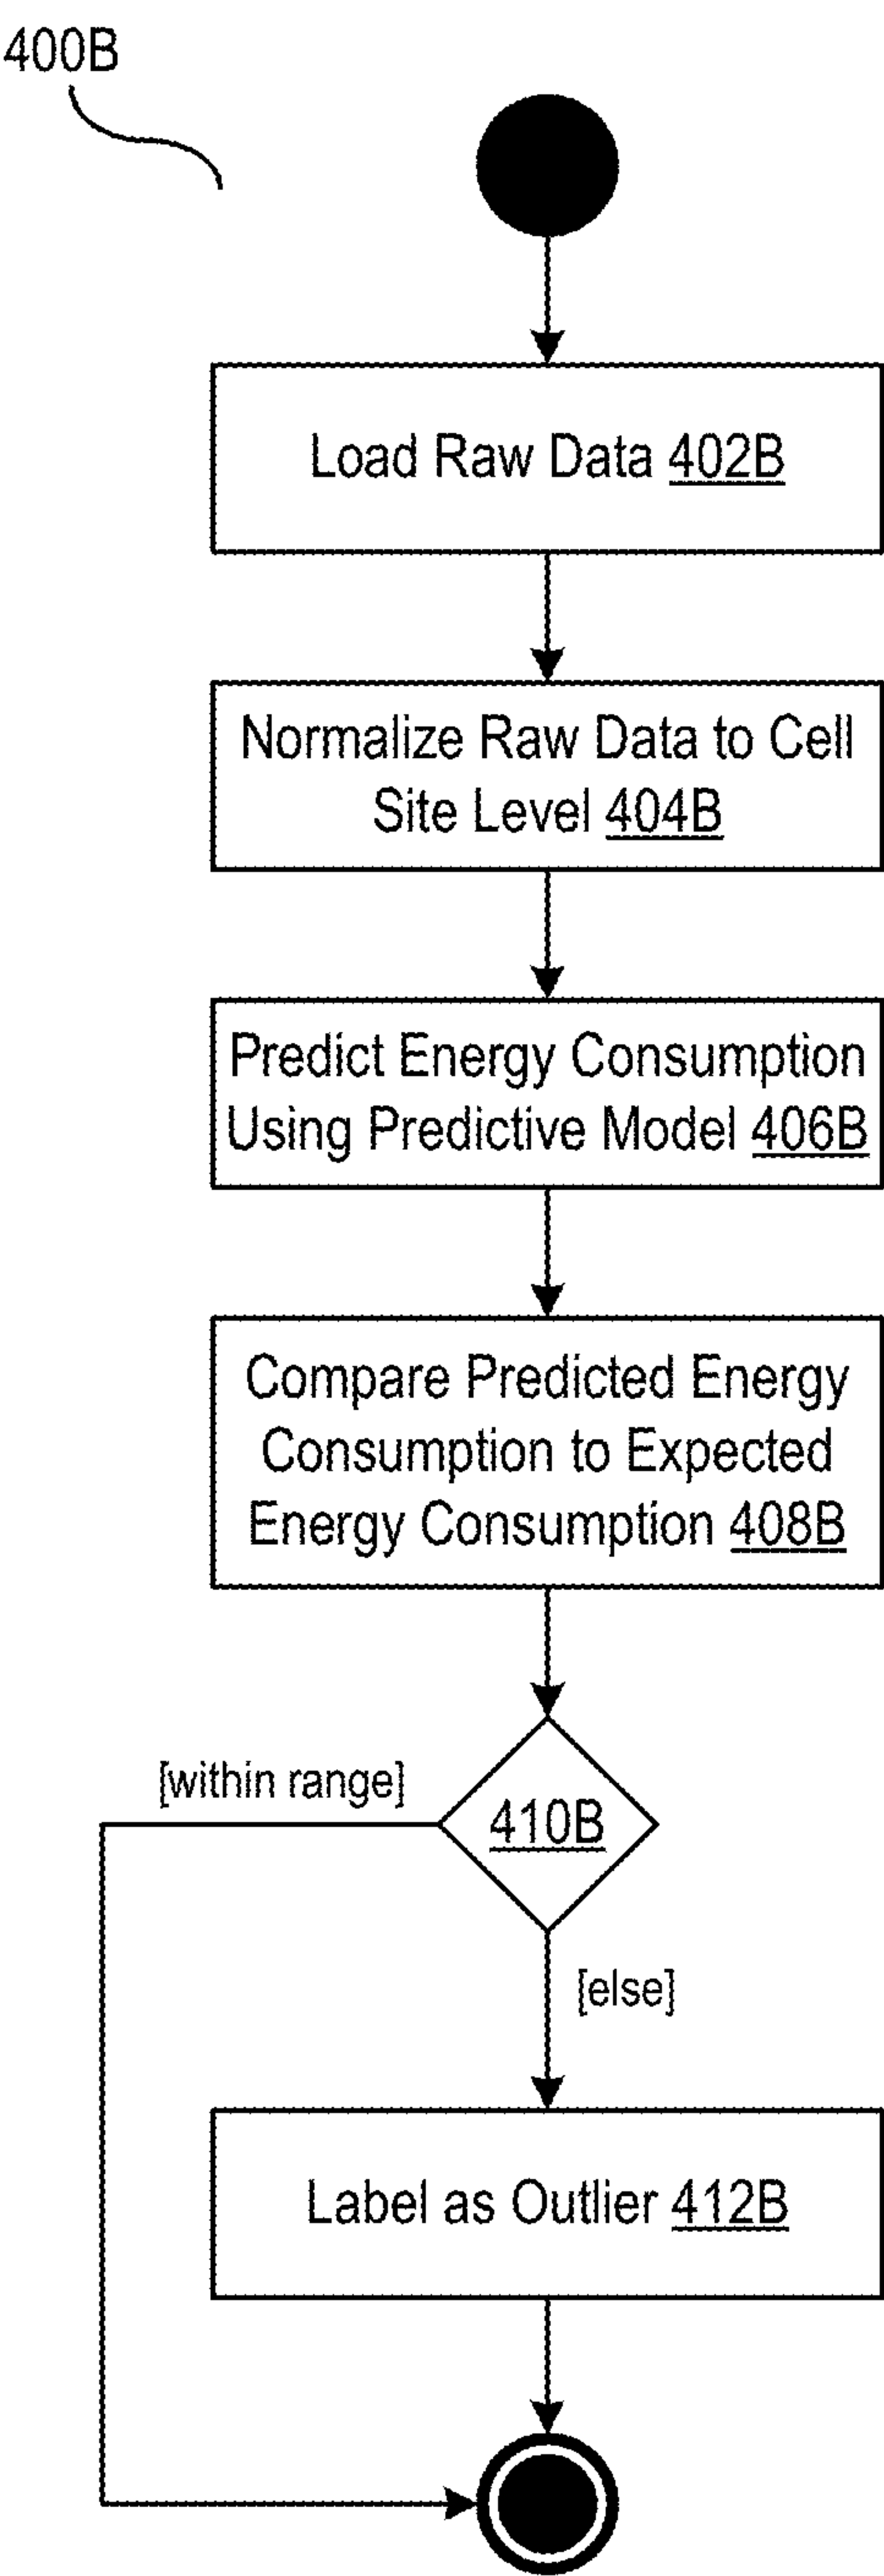 400B
Load Raw Data 402B
Normalize Raw Data to Cell
Site Level 404B
Predict Energy Consumption
Using Predictive Model 406B
Compare Predicted Energy
Consumption to Expected
Energy Consumption 408B
[within range]
410B
[else]
Label as Outlier 412B